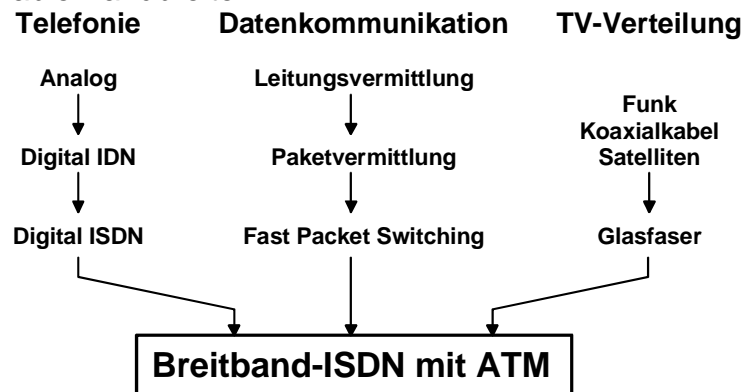 Telefonie
Datenkommunikation
TV-Verteilung
Analog
Leitungsvermittlung
Funk
Koaxialkabel
Satelliten
Digital IDN
Paketvermittlung
Digital ISDN
Fast Packet Switching
Glasfaser
Breitband-ISDN mit ATM